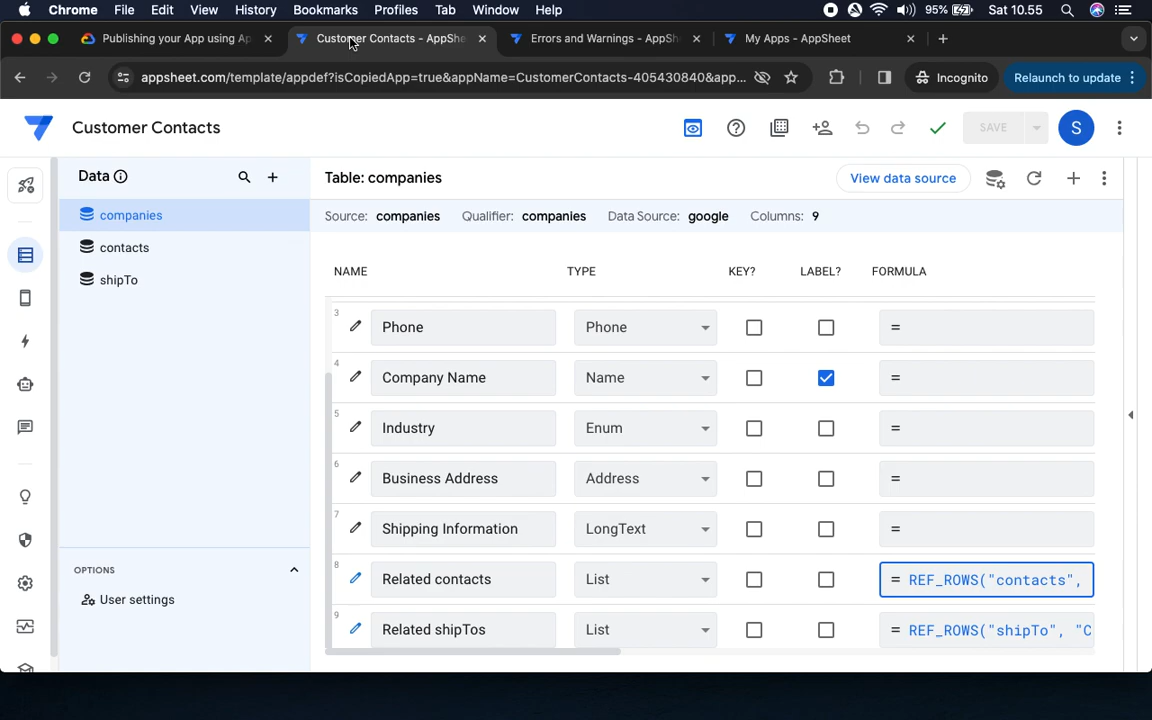 Chrome File Edit View History Bookmarks Profiles Tab Window Help 95% Sat 10.55
Publishing your App using Ap
Customer Contacts - AppShe
Errors and Warnings - AppSh
My Apps - AppSheet
appsheet.com/template/appdef?isCopiedApp=true&appName=CustomerContacts-405430840&app...
Incognito
Relaunch to update
Customer Contacts
SAVE
S
Data
companies
contacts
shipTo
OPTIONS
User settings
Table: companies
View data source
Source: companies Qualifier: companies Data Source: google Columns: 9
NAME TYPE KEY? LABEL? FORMULA
3 Phone Phone =
4 Company Name Name =
5 Industry Enum =
6 Business Address Address =
7 Shipping Information LongText =
8 Related contacts List = REF_ROWS("contacts",
9 Related shipTos List = REF_ROWS("shipTo", "C